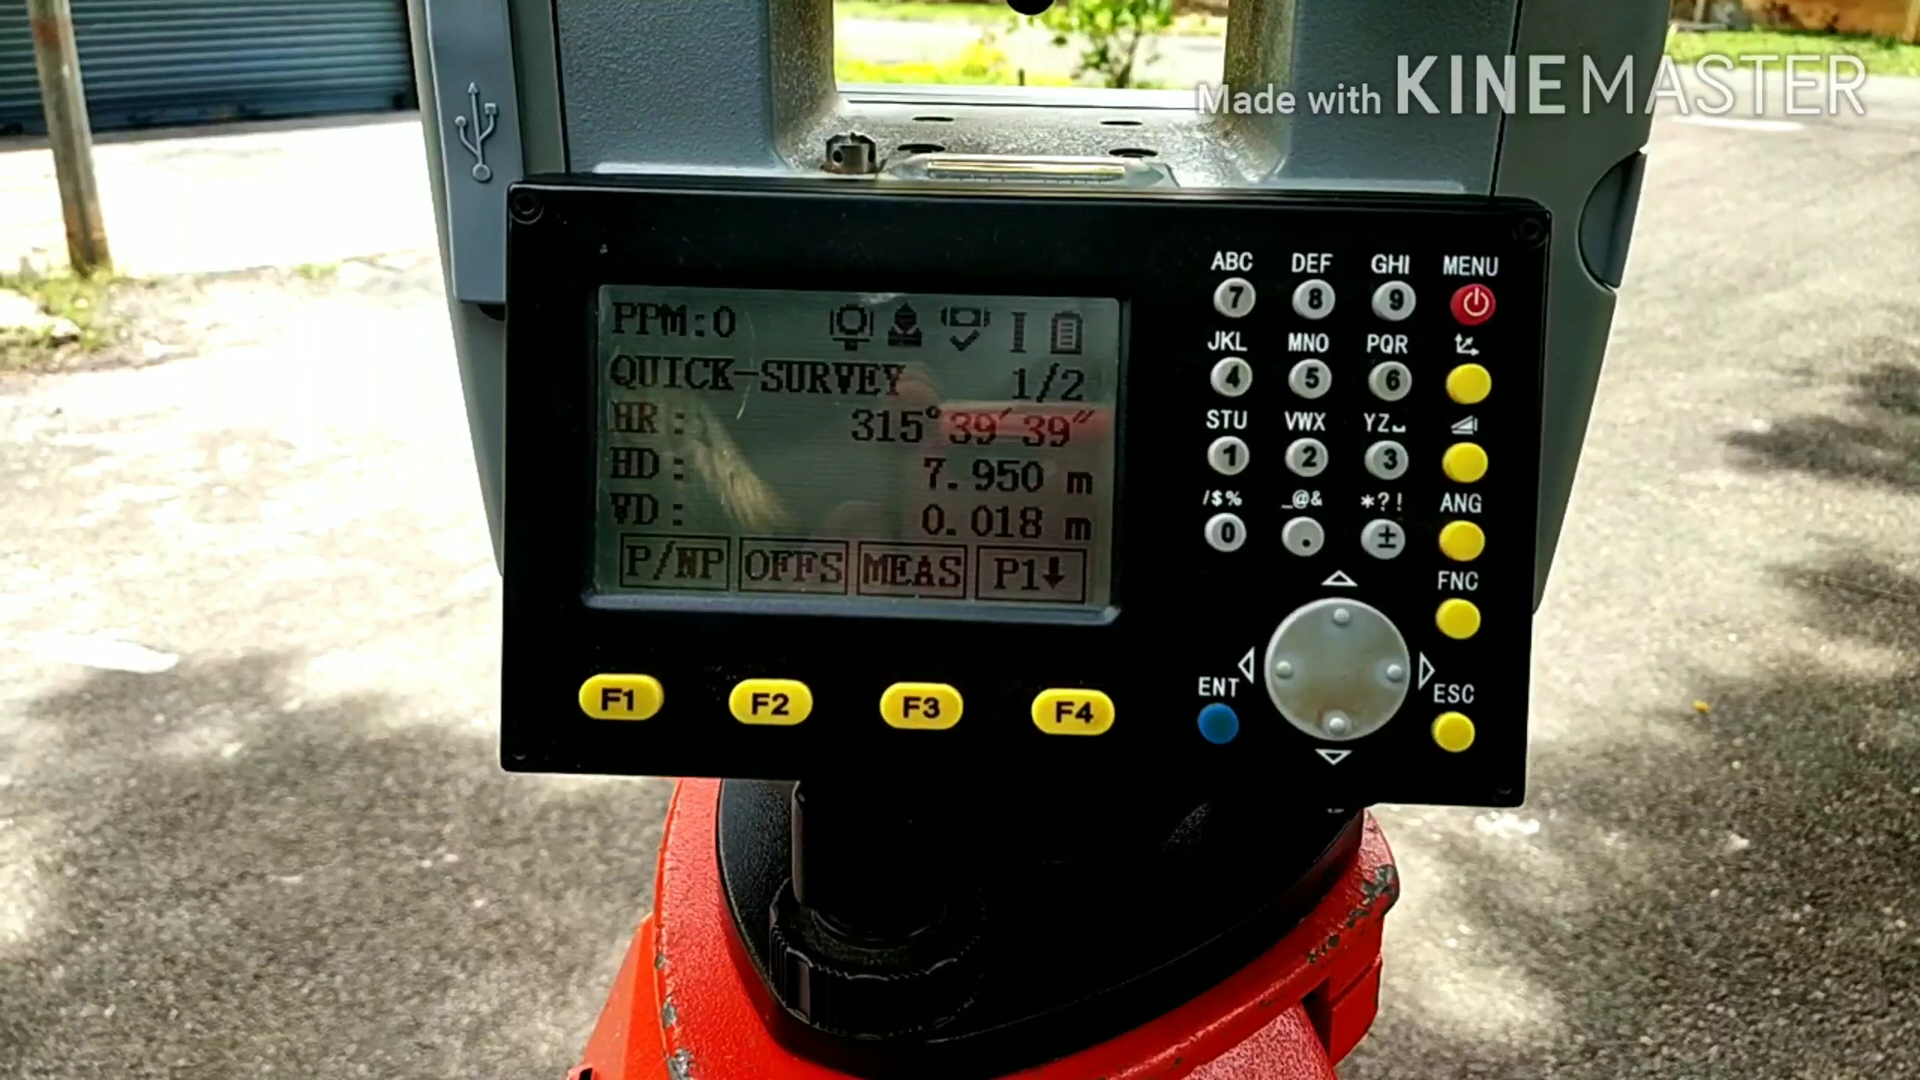 Made with KINEMASTER
PPM:0
QUICK-SURVEY 1/2
HR: 315°39′39″
HD: 7.950 m
VD: 0.018 m
P/NP OFFS MEAS P1↓
F1 F2 F3 F4
ABC DEF GHI MENU
7 8 9
JKL MNO PQR
4 5 6
STU VWX YZ␣
1 2 3
/$% _@& *?! ANG
0 . ±
FNC
ENT ESC